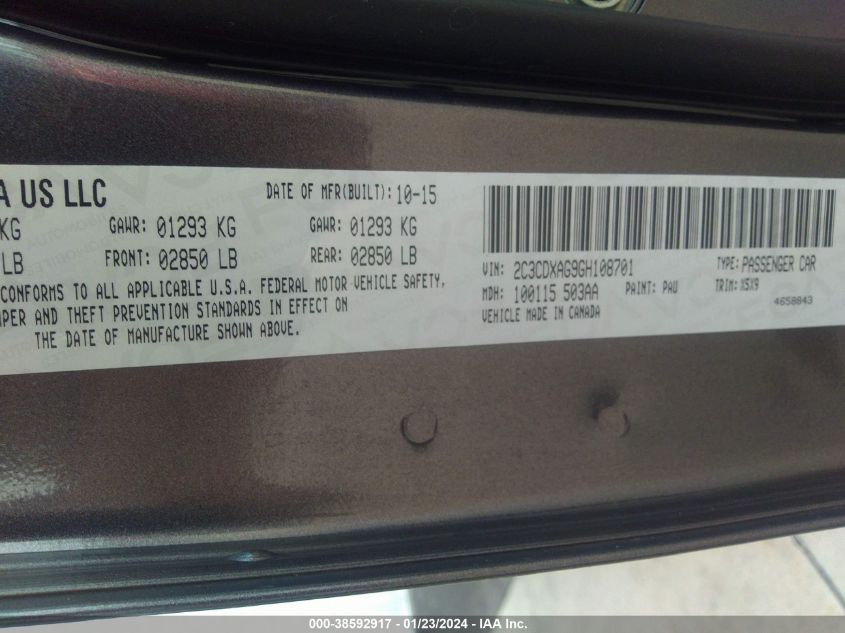 A US LLC
DATE OF MFR(BUILT): 10-15
KG GAWR: 01293 KG GAWR: 01293 KG
LB FRONT: 02850 LB REAR: 02850 LB
CONFORMS TO ALL APPLICABLE U.S.A. FEDERAL MOTOR VEHICLE SAFETY,
MPER AND THEFT PREVENTION STANDARDS IN EFFECT ON
THE DATE OF MANUFACTURE SHOWN ABOVE.
VIN: 2C3CDXAG9GH108701 TYPE: PASSENGER CAR
MDH: 100115 503AA PAINT: PAU TRIM: X5X9
VEHICLE MADE IN CANADA 4658843
000-38592917 - 01/23/2024 - IAA Inc.